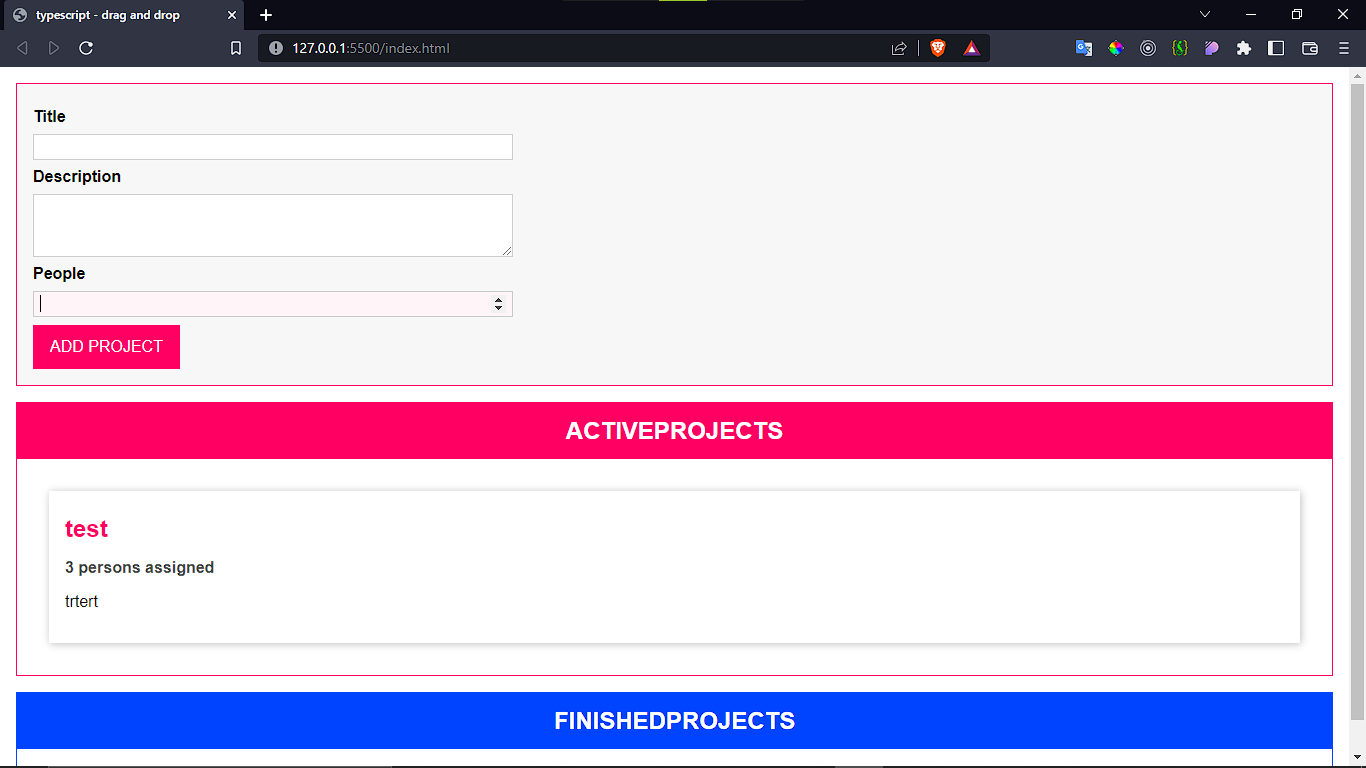 typescript - drag and drop
127.0.0.1:5500/index.html
Title
Description
People
ADD PROJECT
ACTIVEPROJECTS
test
3 persons assigned
trtert
FINISHEDPROJECTS